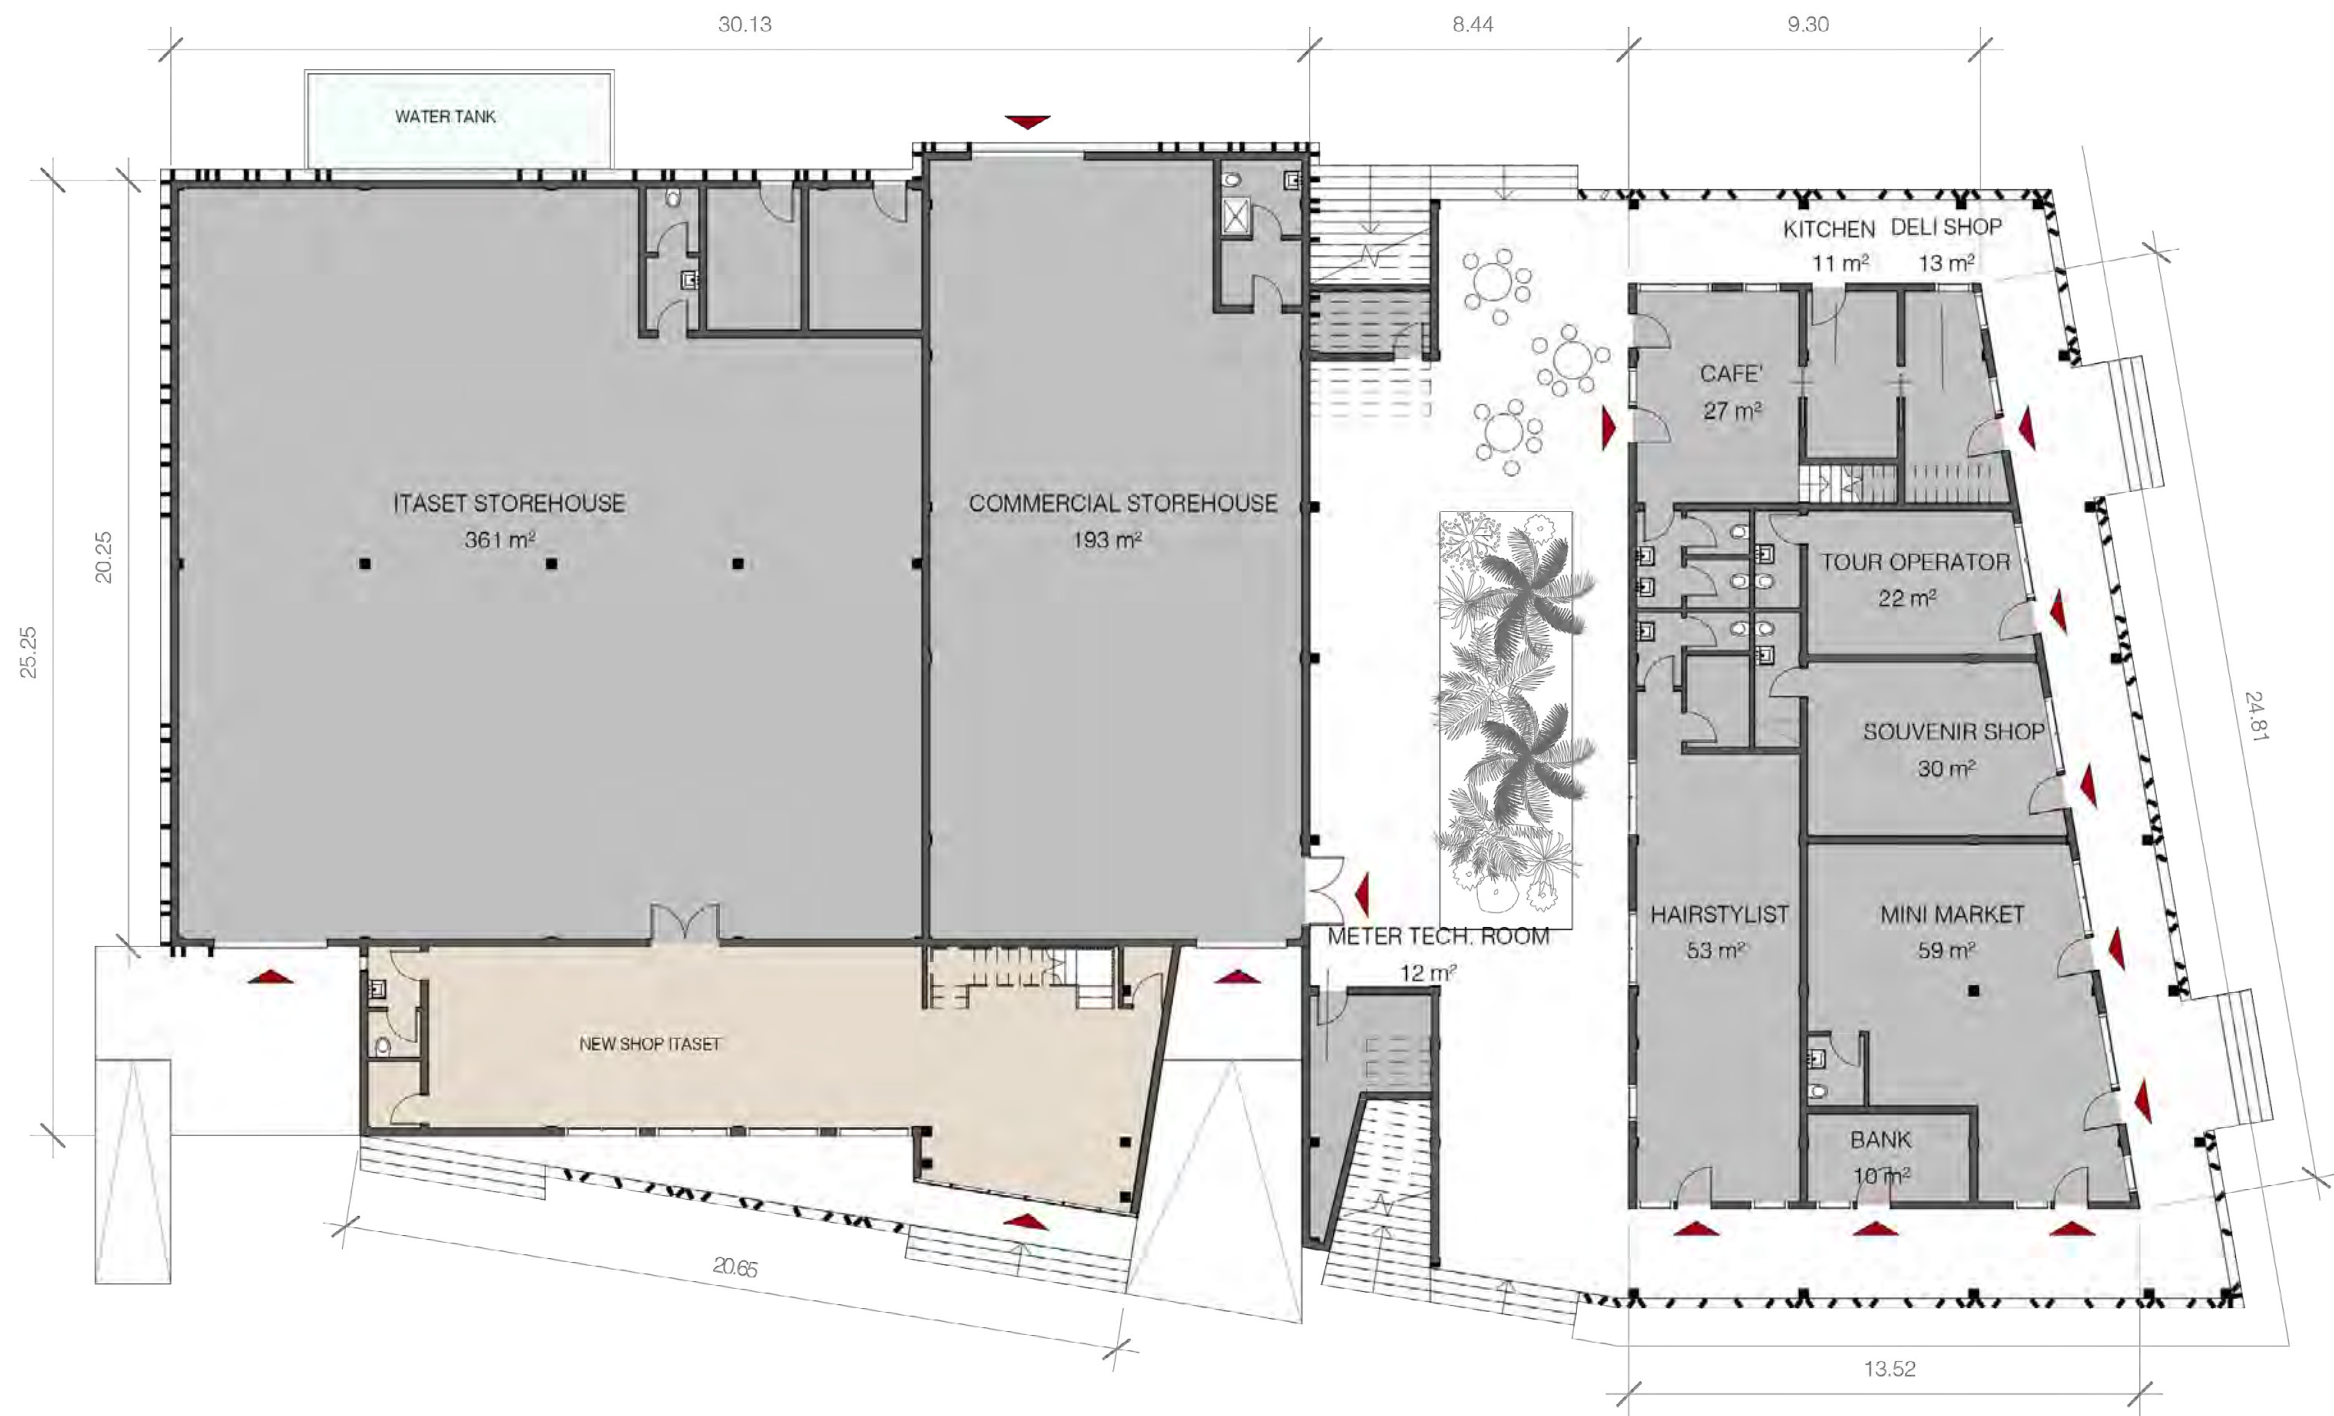 30.13
8.44
9.30
WATER TANK
KITCHEN
11 m²
DELI SHOP
13 m²
CAFE'
27 m²
ITASET STOREHOUSE
361 m²
COMMERCIAL STOREHOUSE
193 m²
20.25
25.25
TOUR OPERATOR
22 m²
SOUVENIR SHOP
30 m²
24.81
HAIRSTYLIST
53 m²
MINI MARKET
59 m²
METER TECH. ROOM
12 m²
NEW SHOP ITASET
BANK
10 m²
20.65
13.52